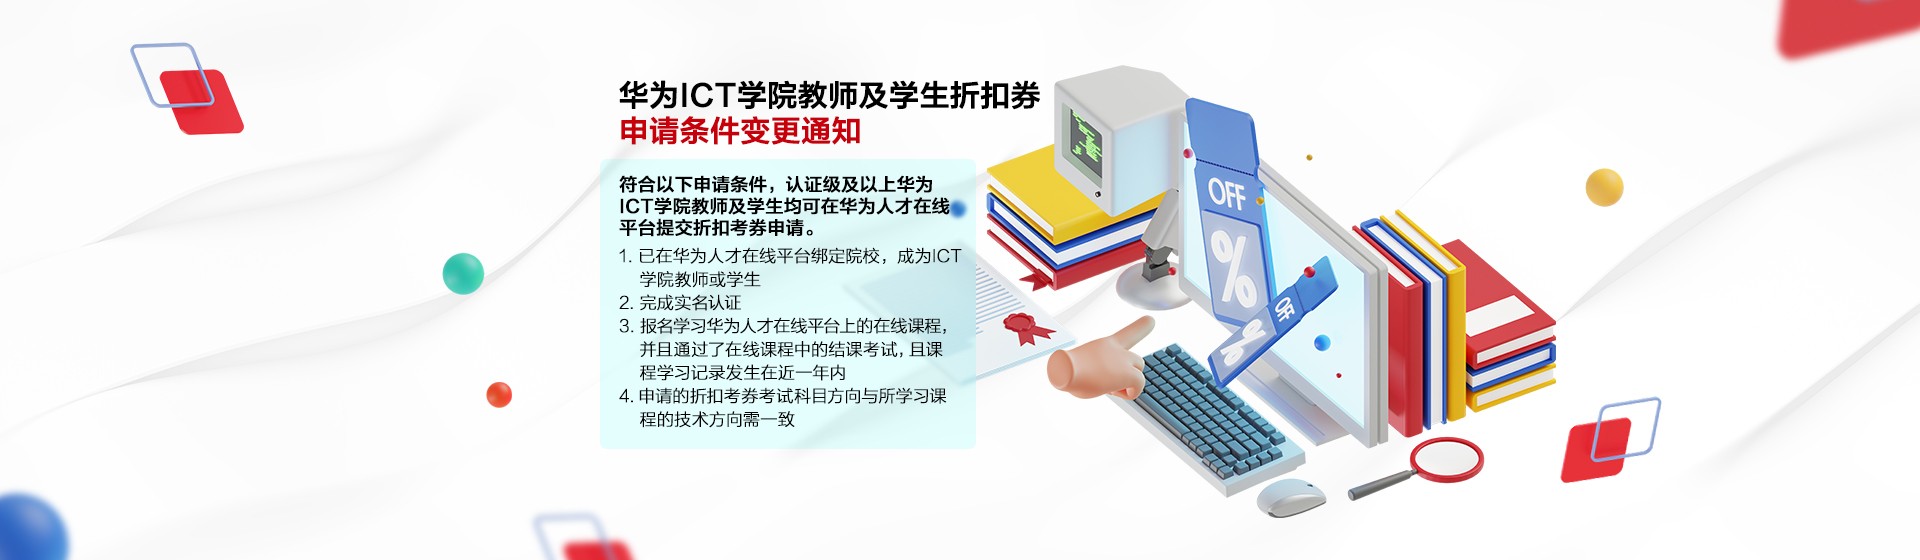 华为ICT学院教师及学生折扣券
申请条件变更通知
符合以下申请条件，认证级及以上华为
ICT学院教师及学生均可在华为人才在线
平台提交折扣考券申请。
1. 已在华为人才在线平台绑定院校，成为ICT
学院教师或学生
2. 完成实名认证
3. 报名学习华为人才在线平台上的在线课程，
并且通过了在线课程中的结课考试, 且课
程学习记录发生在近一年内
4. 申请的折扣考券考试科目方向与所学习课
程的技术方向需一致
OFF
%
OFF
%